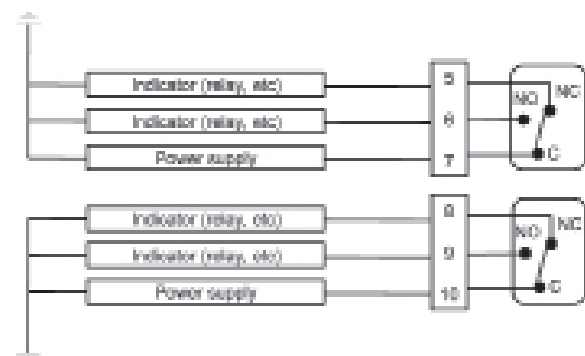 Indicator (relay, etc) 5 NC
NO
Indicator (relay, etc) 6
Power supply 7 C
Indicator (relay, etc) 8 NC
NO
Indicator (relay, etc) 9
Power supply 10 C